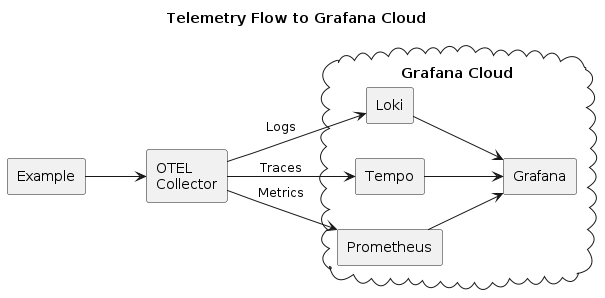 Telemetry Flow to Grafana Cloud
Grafana Cloud
Loki
Logs
Example
OTEL
Collector
Traces
Tempo
Grafana
Metrics
Prometheus